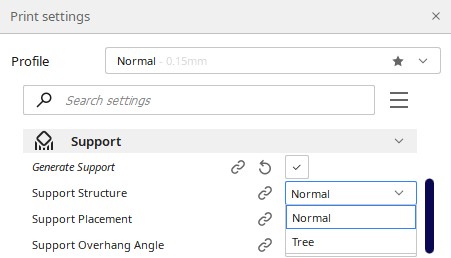 Print settings
Profile
Normal - 0.15mm
Search settings
Support
Generate Support
Support Structure
Normal
Support Placement
Normal
Support Overhang Angle
Tree